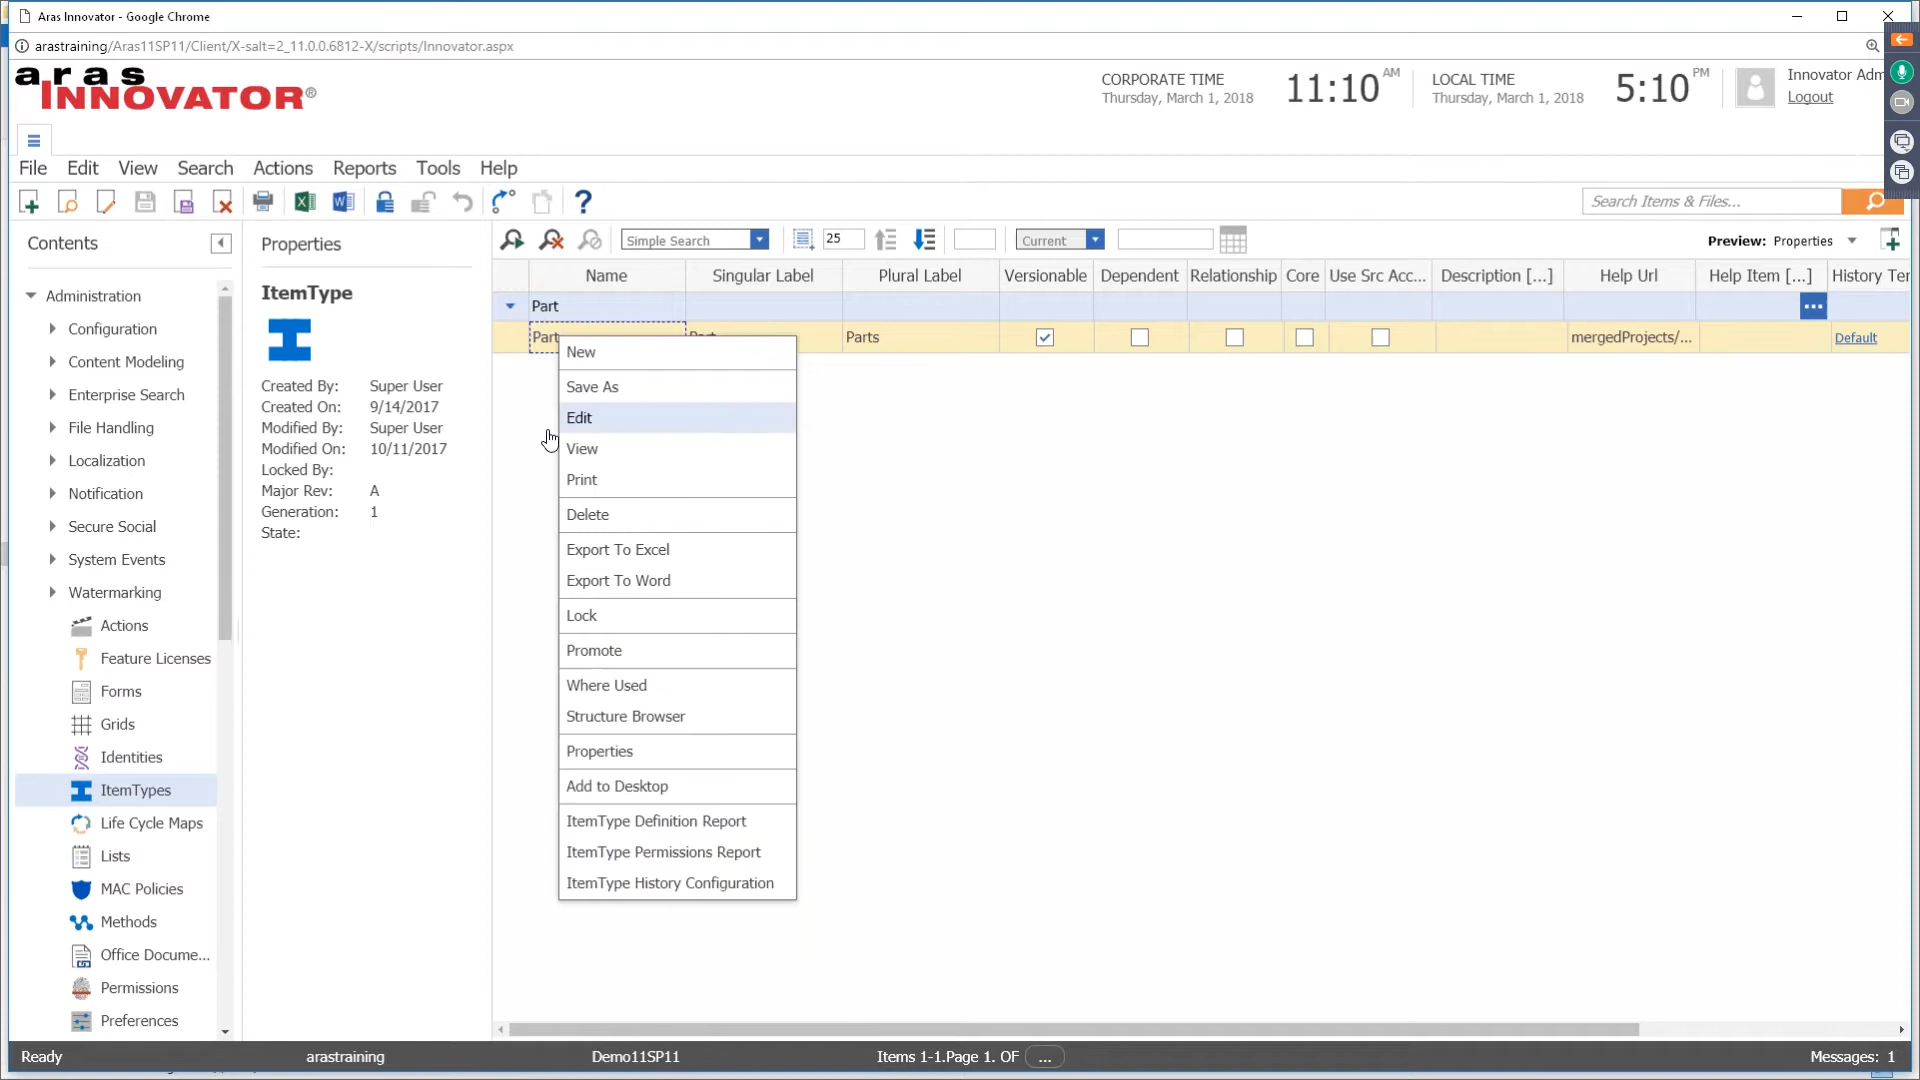 Aras Innovator - Google Chrome
arastraining/Aras11SP11/Client/X-salt=2_11.0.0.6812-X/scripts/Innovator.aspx
aras
INNOVATOR®
CORPORATE TIME
Thursday, March 1, 2018
11:10 AM
LOCAL TIME
Thursday, March 1, 2018
5:10 PM
Innovator Adm
Logout
File Edit View Search Actions Reports Tools Help
Search Items & Files...
Contents
Properties
Simple Search
25
Current
Preview: Properties
Name Singular Label Plural Label Versionable Dependent Relationship Core Use Src Acc... Description [...] Help Url Help Item [...] History Ter
Part
Part Part Parts mergedProjects/... Default
Administration
Configuration
Content Modeling
Enterprise Search
File Handling
Localization
Notification
Secure Social
System Events
Watermarking
Actions
Feature Licenses
Forms
Grids
Identities
ItemTypes
Life Cycle Maps
Lists
MAC Policies
Methods
Office Docume...
Permissions
Preferences
ItemType
Created By: Super User
Created On: 9/14/2017
Modified By: Super User
Modified On: 10/11/2017
Locked By:
Major Rev: A
Generation: 1
State:
New
Save As
Edit
View
Print
Delete
Export To Excel
Export To Word
Lock
Promote
Where Used
Structure Browser
Properties
Add to Desktop
ItemType Definition Report
ItemType Permissions Report
ItemType History Configuration
Ready arastraining Demo11SP11 Items 1-1.Page 1. OF ... Messages: 1